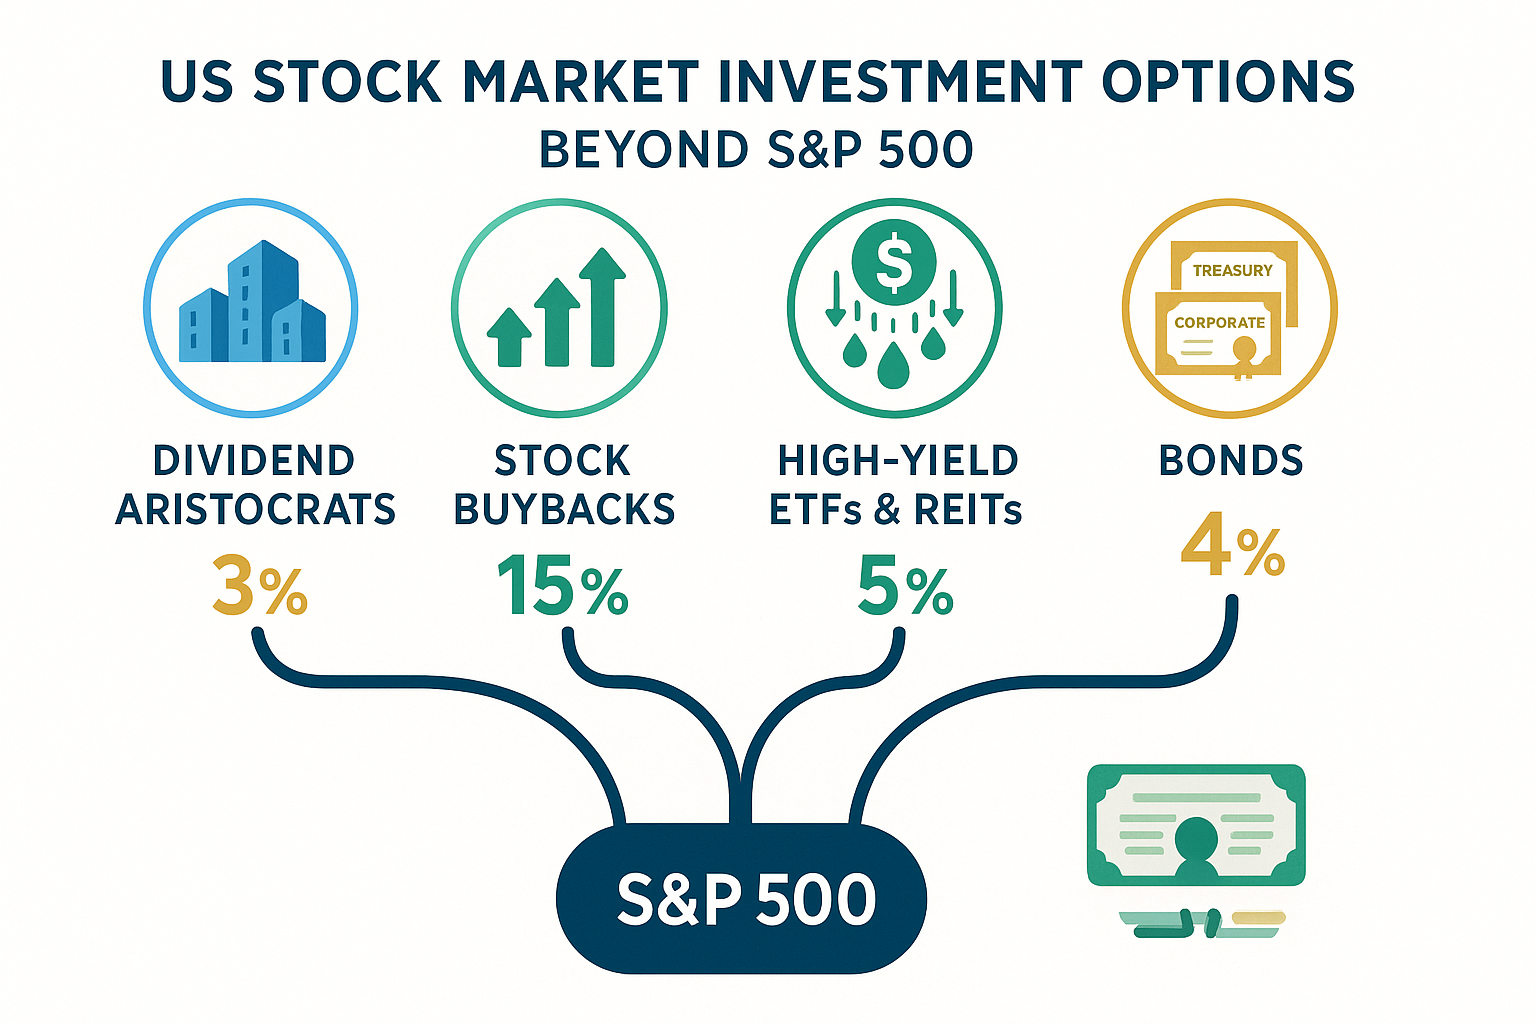 US STOCK MARKET INVESTMENT OPTIONS
BEYOND S&P 500
TREASURY
CORPORATE
DIVIDEND
ARISTOCRATS
3%
STOCK
BUYBACKS
15%
HIGH-YIELD
ETFs & REITs
5%
BONDS
4%
S&P 500